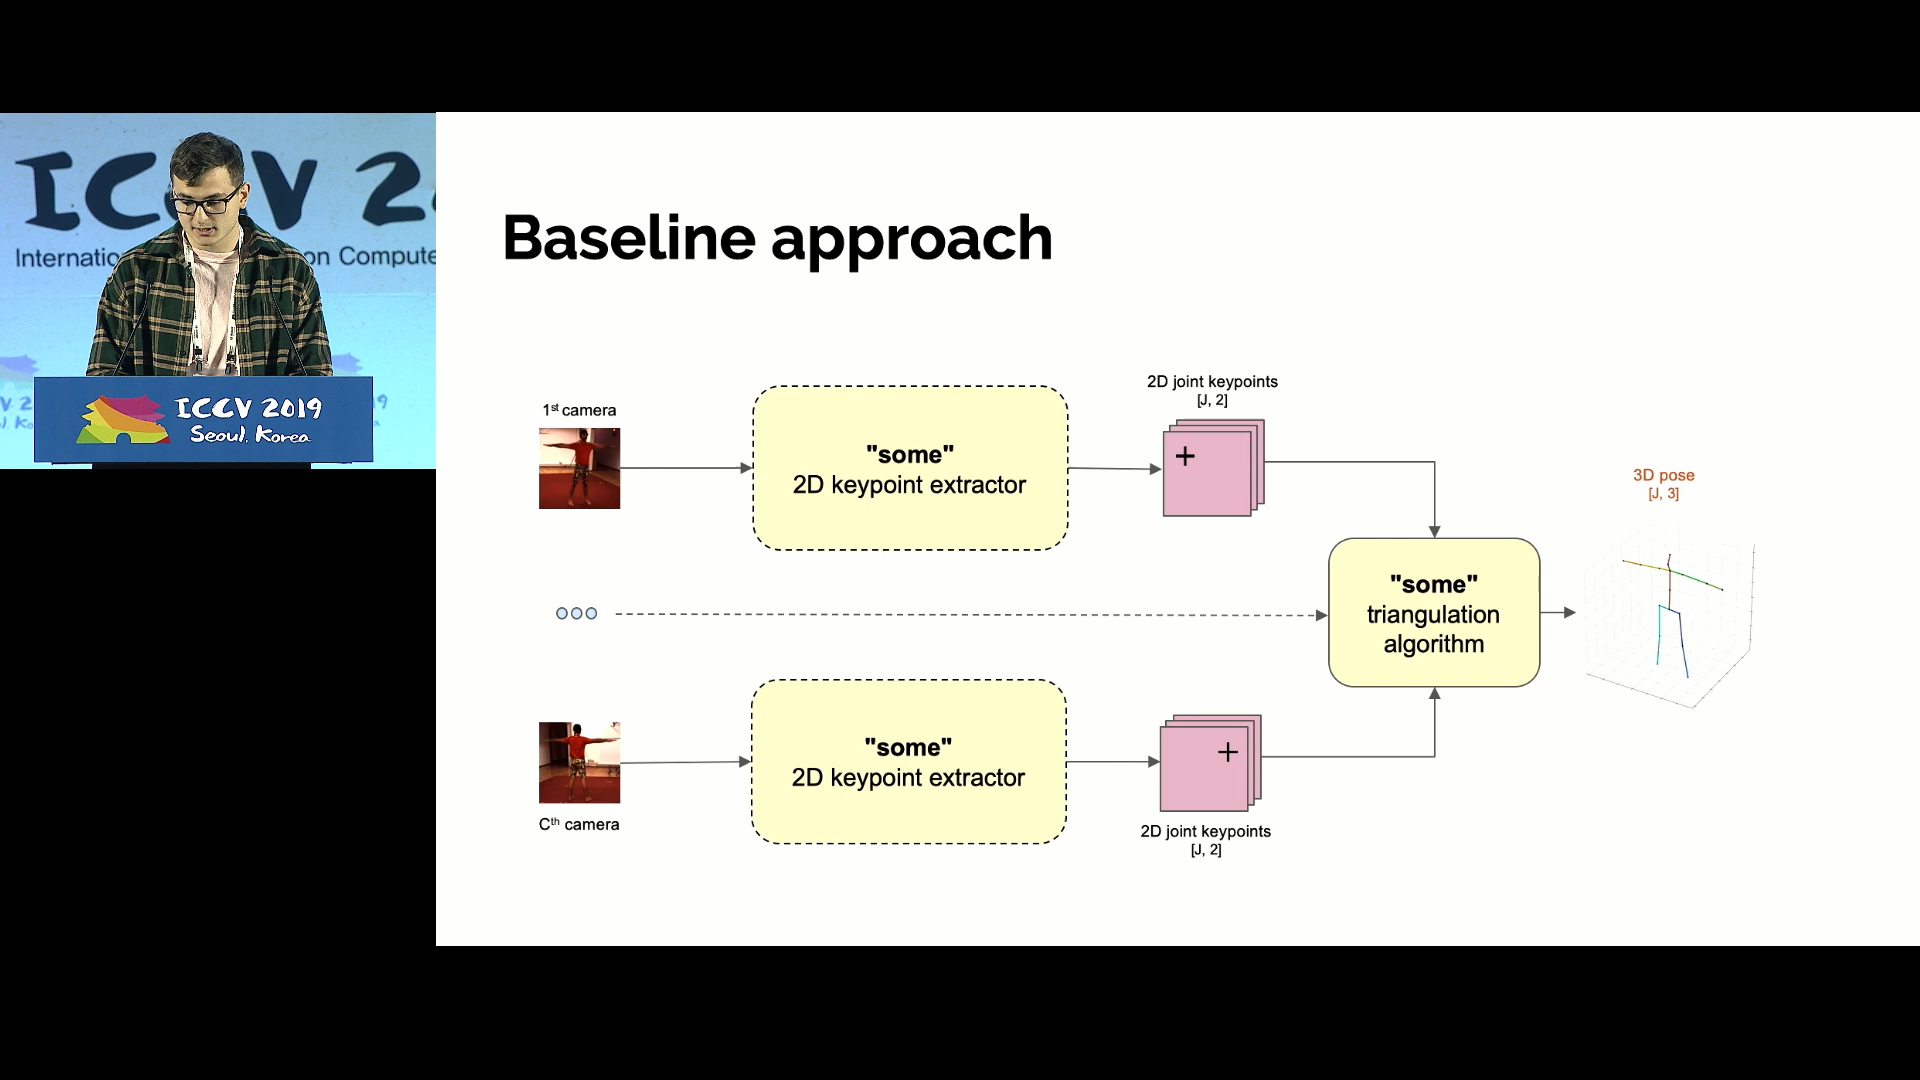 ICCV 2
Internatio
on Compute
ICCV 2019
Seoul, Korea
Baseline approach
1st camera
"some"
2D keypoint extractor
2D joint keypoints
[J, 2]
"some"
triangulation
algorithm
3D pose
[J, 3]
"some"
2D keypoint extractor
Cth camera
2D joint keypoints
[J, 2]